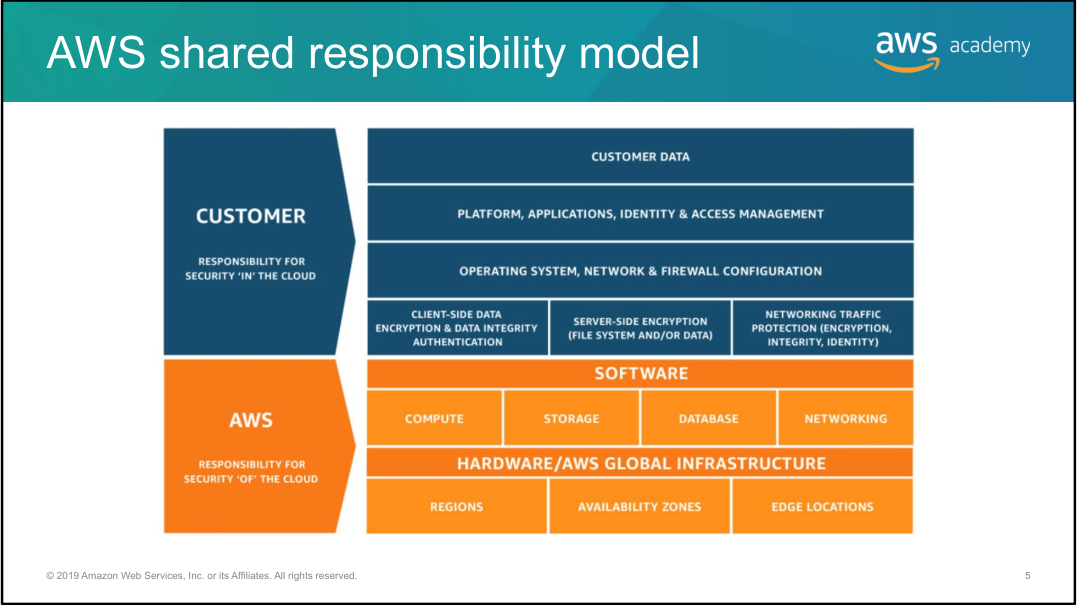 AWS shared responsibility model
aws academy
CUSTOMER
RESPONSIBILITY FOR
SECURITY ‘IN’ THE CLOUD
CUSTOMER DATA
PLATFORM, APPLICATIONS, IDENTITY & ACCESS MANAGEMENT
OPERATING SYSTEM, NETWORK & FIREWALL CONFIGURATION
CLIENT-SIDE DATA
ENCRYPTION & DATA INTEGRITY
AUTHENTICATION
SERVER-SIDE ENCRYPTION
(FILE SYSTEM AND/OR DATA)
NETWORKING TRAFFIC
PROTECTION (ENCRYPTION,
INTEGRITY, IDENTITY)
AWS
RESPONSIBILITY FOR
SECURITY ‘OF’ THE CLOUD
SOFTWARE
COMPUTE
STORAGE
DATABASE
NETWORKING
HARDWARE/AWS GLOBAL INFRASTRUCTURE
REGIONS
AVAILABILITY ZONES
EDGE LOCATIONS
© 2019 Amazon Web Services, Inc. or its Affiliates. All rights reserved.
5